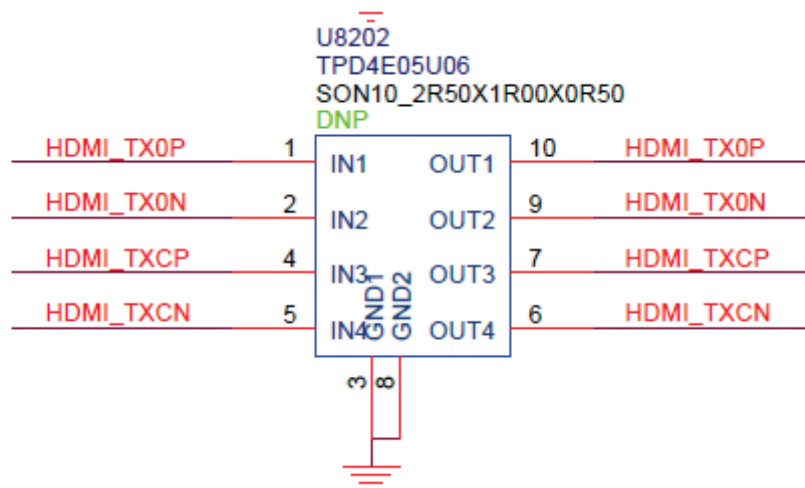 U8202
TPD4E05U06
SON10_2R50X1R00X0R50
DNP
HDMI_TX0P 1 IN1 OUT1 10 HDMI_TX0P
HDMI_TX0N 2 IN2 OUT2 9 HDMI_TX0N
HDMI_TXCP 4 IN3 OUT3 7 HDMI_TXCP
HDMI_TXCN 5 IN4 OUT4 6 HDMI_TXCN
GND1
GND2
3
8